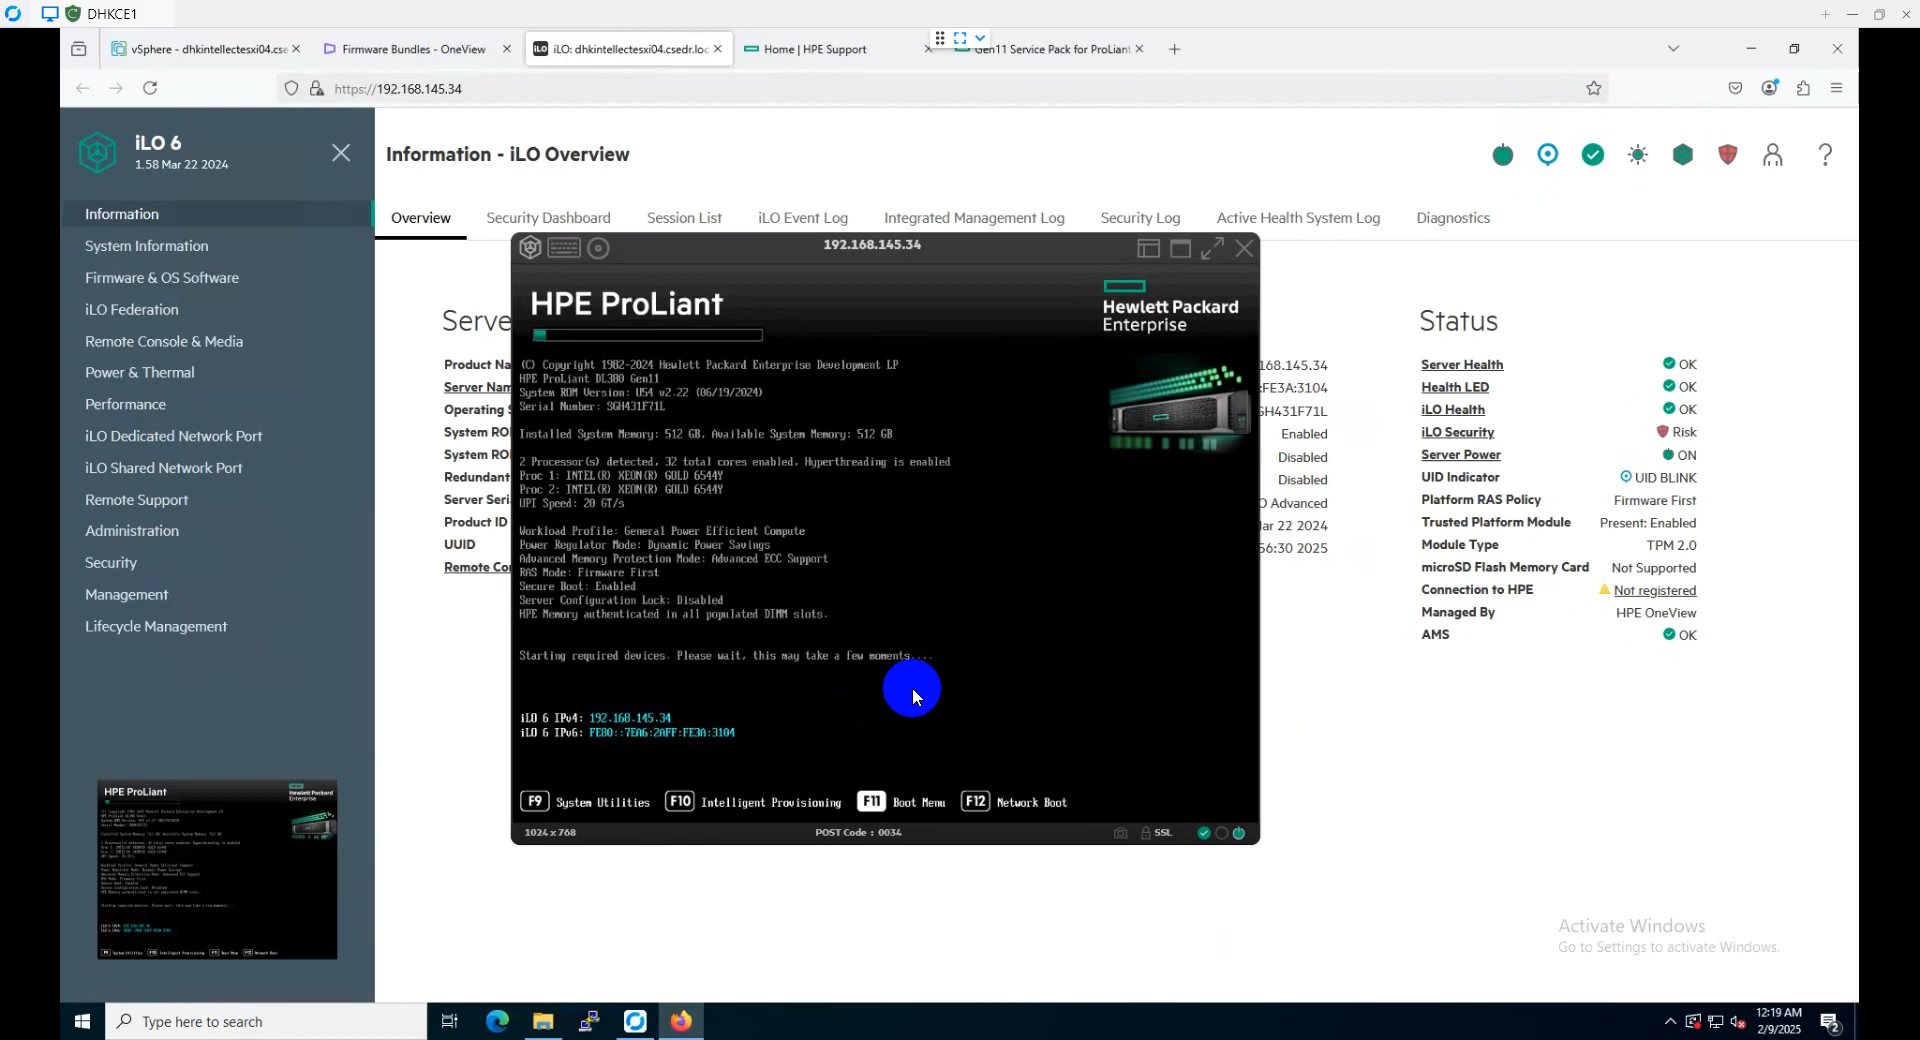 DHKCE1
vSphere - dhkintellectesxi04.cse
Firmware Bundles - OneView
iLO
iLO: dhkintellectesxi04.csedr.loc
Home | HPE Support
Gen11 Service Pack for ProLiant
https://192.168.145.34
iLO 6
1.58 Mar 22 2024
Information - iLO Overview
Information
System Information
Firmware & OS Software
iLO Federation
Remote Console & Media
Power & Thermal
Performance
iLO Dedicated Network Port
iLO Shared Network Port
Remote Support
Administration
Security
Management
Lifecycle Management
Overview
Security Dashboard
Session List
iLO Event Log
Integrated Management Log
Security Log
Active Health System Log
Diagnostics
Serve
Product Na
Server Nam
Operating S
System RO
System RO
Redundant
Server Seri
Product ID
UUID
Remote Co
192.168.145.34
HPE ProLiant
Hewlett Packard
Enterprise
(C) Copyright 1982-2024 Hewlett Packard Enterprise Development LP
HPE ProLiant DL380 Gen11
System ROM Version: U54 v2.22 (06/19/2024)
Serial Number: SGH431F71L
Installed System Memory: 512 GB, Available System Memory: 512 GB
2 Processor(s) detected, 32 total cores enabled, Hyperthreading is enabled
Proc 1: INTEL(R) XEON(R) GOLD 6544Y
Proc 2: INTEL(R) XEON(R) GOLD 6544Y
UPI Speed: 20 GT/s
Workload Profile: General Power Efficient Compute
Power Regulator Mode: Dynamic Power Savings
Advanced Memory Protection Mode: Advanced ECC Support
RAS Mode: Firmware First
Secure Boot: Enabled
Server Configuration Lock: Disabled
HPE Memory authenticated in all populated DIMM slots.
Starting required devices. Please wait, this may take a few moments....
iLO 6 IPv4: 192.168.145.34
iLO 6 IPv6: FE80::7EA6:2AFF:FE3A:3104
F9 System Utilities F10 Intelligent Provisioning F11 Boot Menu F12 Network Boot
1024 x 768
POST Code : 0034
SSL
68.145.34
:FE3A:3104
GH431F71L
Enabled
Disabled
Disabled
O Advanced
ar 22 2024
56:30 2025
Status
Server Health OK
Health LED OK
iLO Health OK
iLO Security Risk
Server Power ON
UID Indicator UID BLINK
Platform RAS Policy Firmware First
Trusted Platform Module Present: Enabled
Module Type TPM 2.0
microSD Flash Memory Card Not Supported
Connection to HPE Not registered
Managed By HPE OneView
AMS OK
HPE ProLiant
Hewlett Packard
Enterprise
Activate Windows
Go to Settings to activate Windows.
Type here to search
12:19 AM
2/9/2025
2